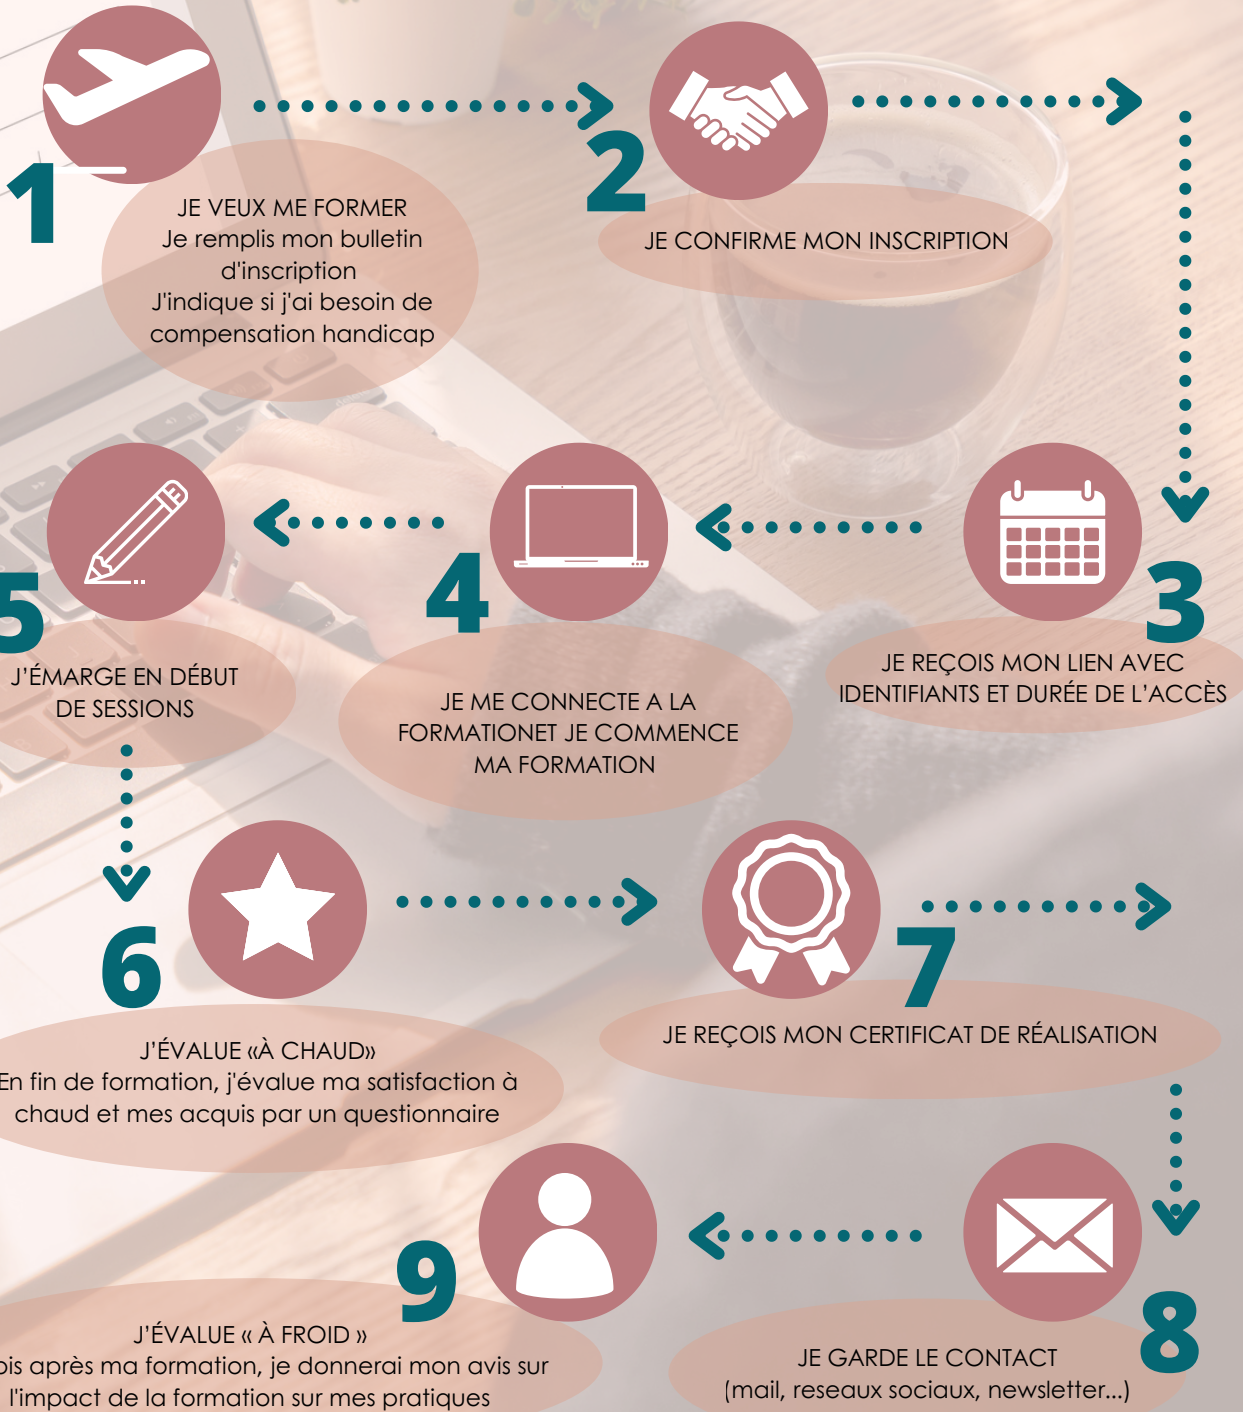 1
JE VEUX ME FORMER
Je remplis mon bulletin
d'inscription
J'indique si j'ai besoin de
compensation handicap
2
JE CONFIRME MON INSCRIPTION
3
JE REÇOIS MON LIEN AVEC
IDENTIFIANTS ET DURÉE DE L’ACCÈS
4
JE ME CONNECTE A LA
FORMATIONET JE COMMENCE
MA FORMATION
5
J’ÉMARGE EN DÉBUT
DE SESSIONS
6
J’ÉVALUE «À CHAUD»
En fin de formation, j'évalue ma satisfaction à
chaud et mes acquis par un questionnaire
7
JE REÇOIS MON CERTIFICAT DE RÉALISATION
8
JE GARDE LE CONTACT
(mail, reseaux sociaux, newsletter...)
9
J’ÉVALUE « À FROID »
après ma formation, je donnerai mon avis sur
l'impact de la formation sur mes pratiques